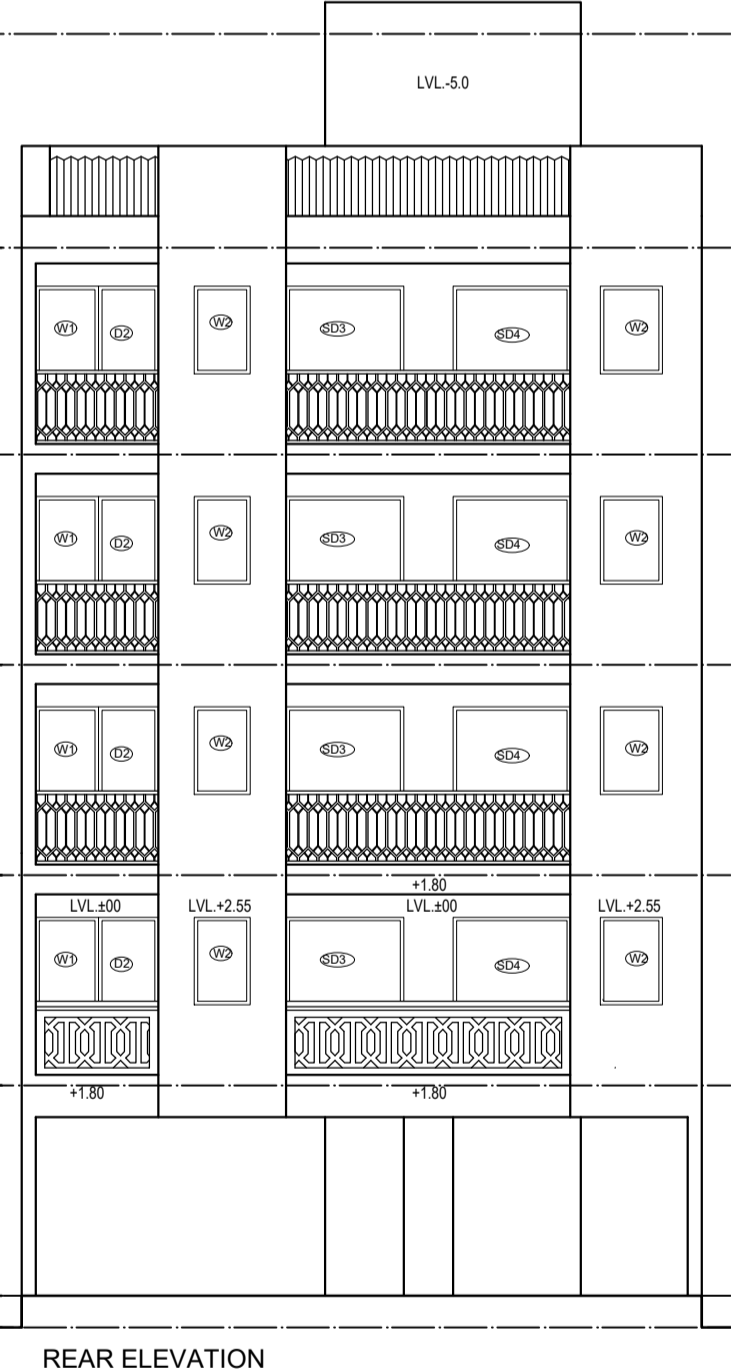 LVL.-5.0
W1 D2 W2 SD3 SD4 W2
W1 D2 W2 SD3 SD4 W2
W1 D2 W2 SD3 SD4 W2
+1.80
LVL.±00 LVL.+2.55 LVL.±00 LVL.+2.55
W1 D2 W2 SD3 SD4 W2
+1.80 +1.80
REAR ELEVATION